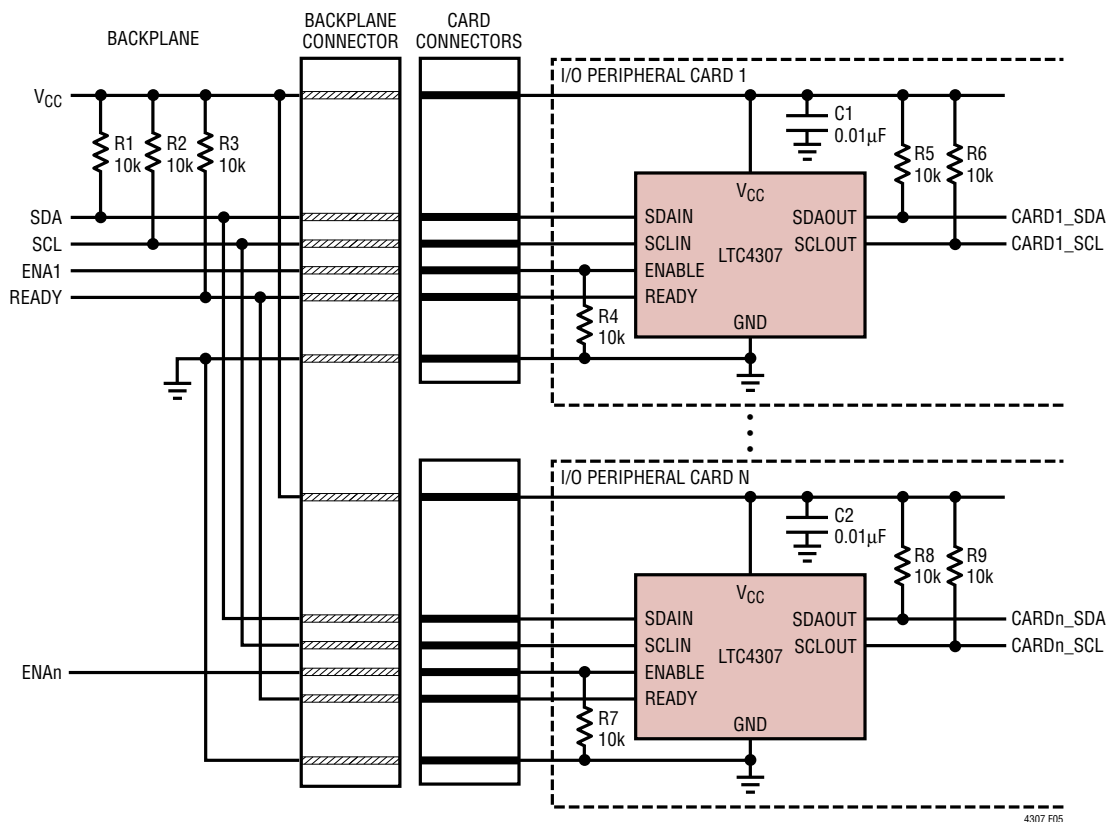 BACKPLANE
BACKPLANE
CONNECTOR
CARD
CONNECTORS
I/O PERIPHERAL CARD 1
VCC
R1
10k
R2
10k
R3
10k
C1
0.01μF
R5
10k
R6
10k
VCC
SDA
SCL
ENA1
READY
SDAIN
SCLIN
ENABLE
READY
LTC4307
SDAOUT
SCLOUT
GND
CARD1_SDA
CARD1_SCL
R4
10k
I/O PERIPHERAL CARD N
C2
0.01μF
R8
10k
R9
10k
VCC
SDAIN
SCLIN
ENABLE
READY
LTC4307
SDAOUT
SCLOUT
GND
CARDn_SDA
CARDn_SCL
ENAn
R7
10k
4307 F05